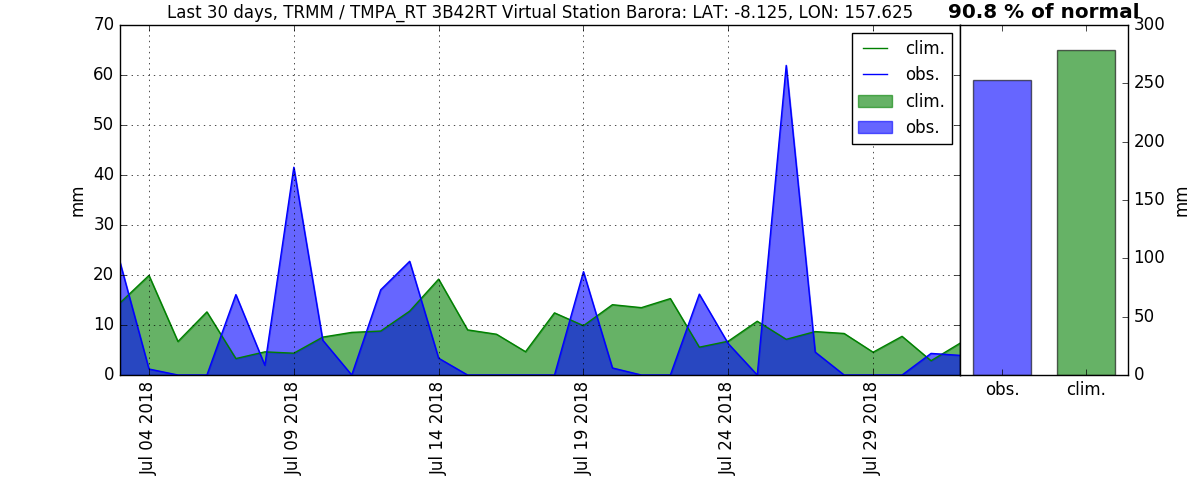 Last 30 days, TRMM / TMPA_RT 3B42RT Virtual Station Barora: LAT: -8.125, LON: 157.625
90.8 % of normal
70
60
50
40
30
20
10
0
mm
clim.
obs.
clim.
obs.
Jul 04 2018
Jul 09 2018
Jul 14 2018
Jul 19 2018
Jul 24 2018
Jul 29 2018
300
250
200
150
100
50
0
mm
obs.
clim.